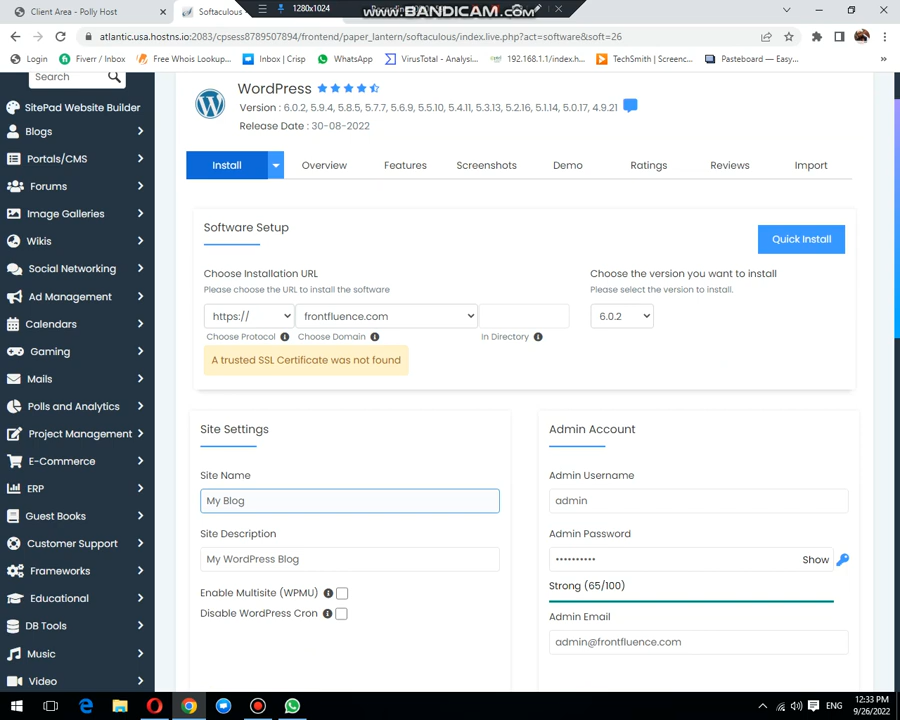 Client Area - Polly Host
Softaculous -
1280x1024
www.BANDICAM.com
atlantic.usa.hostns.io:2083/cpsess8789507894/frontend/paper_lantern/softaculous/index.live.php?act=software&soft=26
Login
Fiverr / Inbox
Free Whois Lookup...
Inbox | Crisp
WhatsApp
VirusTotal - Analysi...
192.168.1.1/index.h...
TechSmith | Screenc...
Pasteboard — Easy...
Search
SitePad Website Builder
Blogs
Portals/CMS
Forums
Image Galleries
Wikis
Social Networking
Ad Management
Calendars
Gaming
Mails
Polls and Analytics
Project Management
E-Commerce
ERP
Guest Books
Customer Support
Frameworks
Educational
DB Tools
Music
Video
WordPress
Version : 6.0.2, 5.9.4, 5.8.5, 5.7.7, 5.6.9, 5.5.10, 5.4.11, 5.3.13, 5.2.16, 5.1.14, 5.0.17, 4.9.21
Release Date : 30-08-2022
Install
Overview
Features
Screenshots
Demo
Ratings
Reviews
Import
Software Setup
Quick Install
Choose Installation URL
Please choose the URL to install the software
https://
frontfluence.com
Choose Protocol
Choose Domain
In Directory
A trusted SSL Certificate was not found
Choose the version you want to install
Please select the version to install.
6.0.2
Site Settings
Site Name
My Blog
Site Description
My WordPress Blog
Enable Multisite (WPMU)
Disable WordPress Cron
Admin Account
Admin Username
admin
Admin Password
••••••••••
Show
Strong (65/100)
Admin Email
admin@frontfluence.com
ENG
12:33 PM
9/26/2022